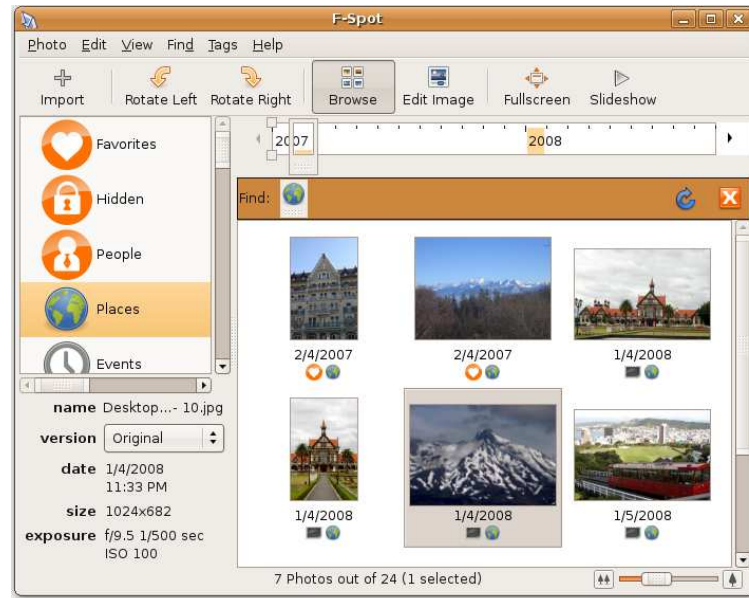 F-Spot
Photo Edit View Find Tags Help
Import Rotate Left Rotate Right Browse Edit Image Fullscreen Slideshow
Favorites
Hidden
People
Places
Events
2007 2008
Find:
2/4/2007 2/4/2007 1/4/2008
1/4/2008 1/4/2008 1/5/2008
name Desktop...- 10.jpg
version Original
date 1/4/2008
11:33 PM
size 1024x682
exposure f/9.5 1/500 sec
ISO 100
7 Photos out of 24 (1 selected)